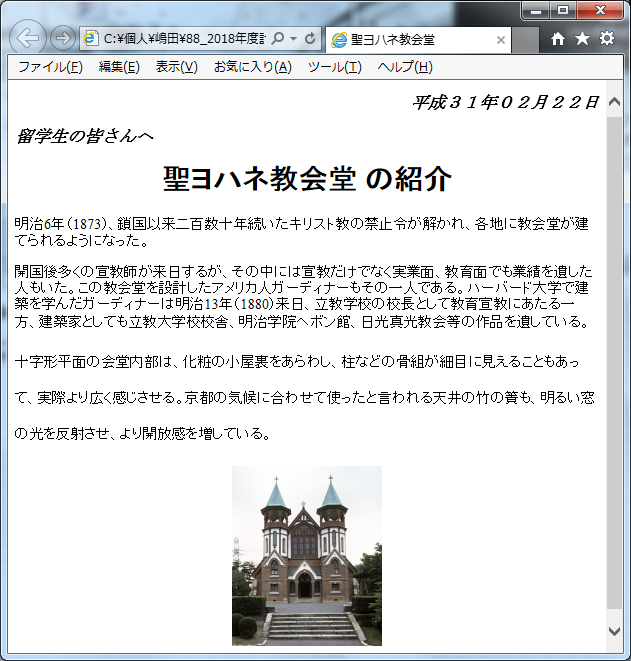 C:¥個人¥嶋田¥88_2018年度
聖ヨハネ教会堂
ファイル(F) 編集(E) 表示(V) お気に入り(A) ツール(T) ヘルプ(H)
平成３１年０２月２２日
留学生の皆さんへ
聖ヨハネ教会堂 の紹介
明治6年（1873）、鎖国以来二百数十年続いたキリスト教の禁止令が解かれ、各地に教会堂が建
てられるようになった。
開国後多くの宣教師が来日するが、その中には宣教だけでなく実業面、教育面でも業績を遺した
人もいた。この教会堂を設計したアメリカ人ガーディナーもその一人である。ハーバード大学で建
築を学んだガーディナーは明治13年（1880）来日、立教学校の校長として教育宣教にあたる一
方、建築家としても立教大学校校舎、明治学院ヘボン館、日光真光教会等の作品を遺している。
十字形平面の会堂内部は、化粧の小屋裏をあらわし、柱などの骨組が細目に見えることもあっ
て、実際より広く感じさせる。京都の気候に合わせて使ったと言われる天井の竹の簀も、明るい窓
の光を反射させ、より開放感を増している。